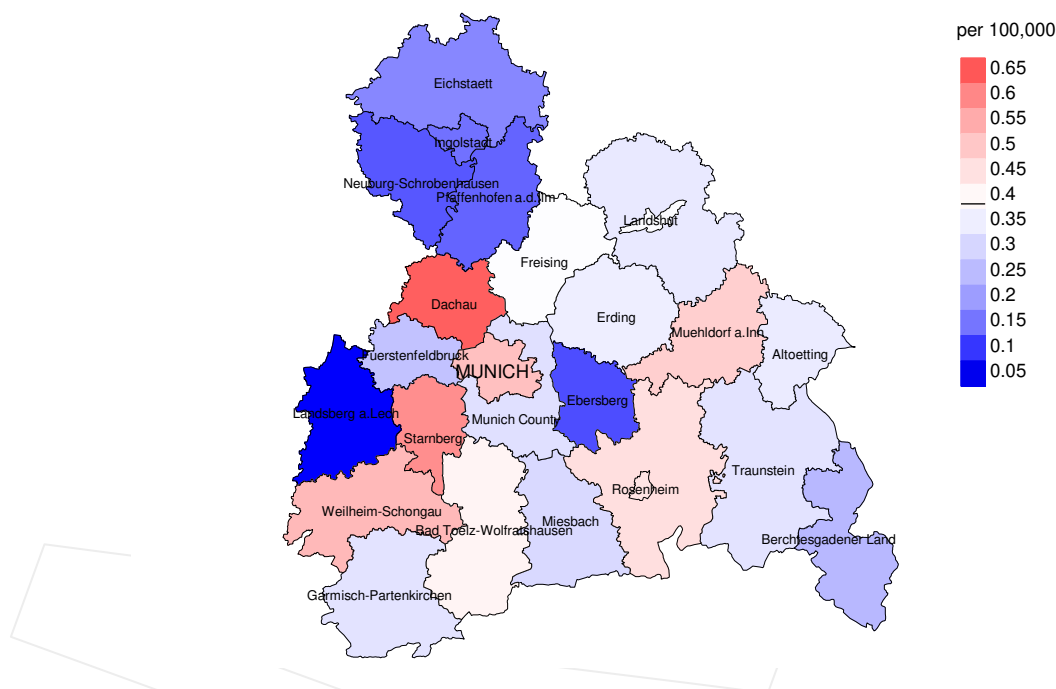 per 100,000
0.65
0.6
0.55
0.5
0.45
0.4
0.35
0.3
0.25
0.2
0.15
0.1
0.05
Eichstaett
Ingolstadt
Neuburg-Schrobenhausen
Pfaffenhofen a.d.Ilm
Landshut
Freising
Dachau
Erding
Muehldorf a.Inn
Altoetting
Fuerstenfeldbruck
MUNICH
Ebersberg
Landsberg a.Lech
Munich County
Starnberg
Traunstein
Rosenheim
Weilheim-Schongau
Miesbach
Bad Toelz-Wolfratshausen
Berchtesgadener Land
Garmisch-Partenkirchen